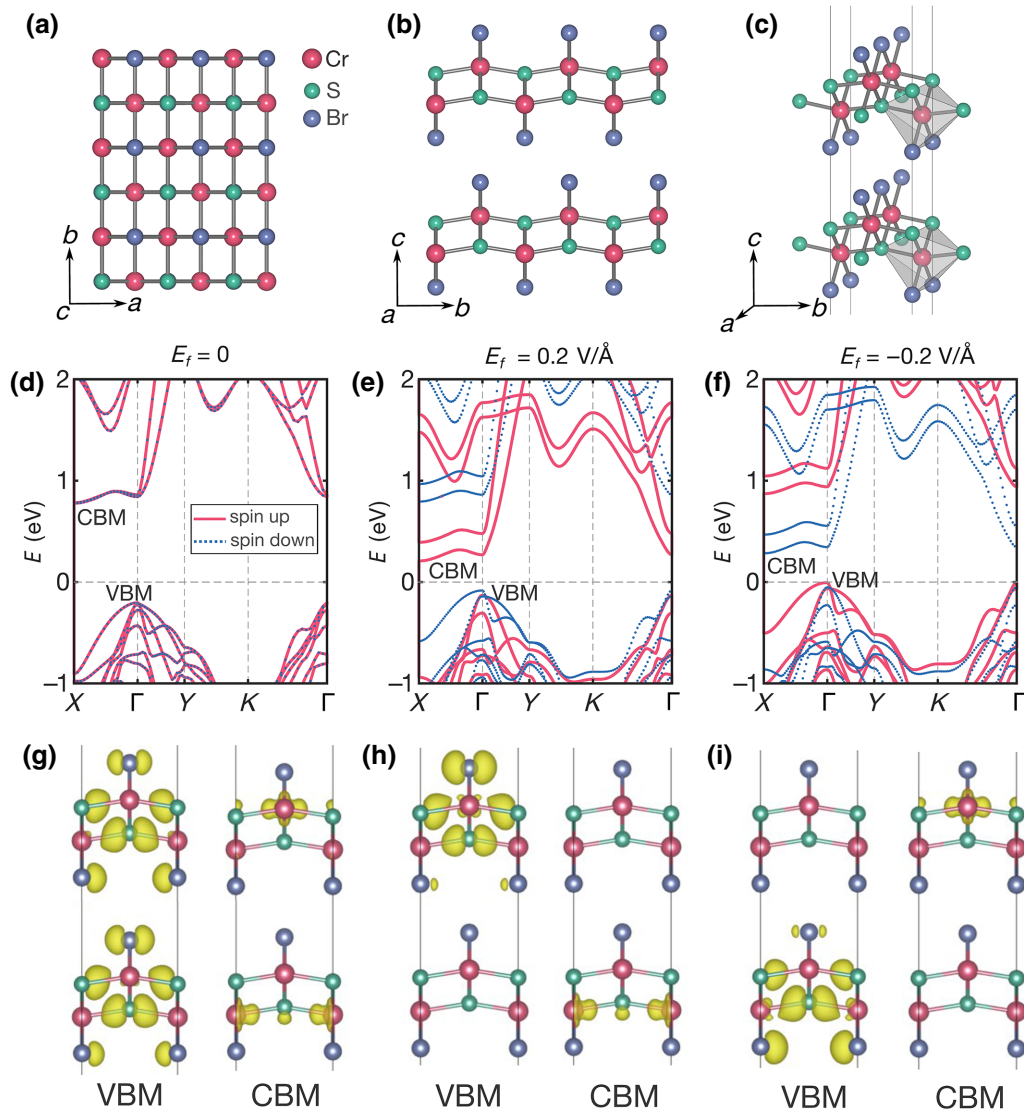 (a)
Cr
S
Br
b
c
a
(b)
c
a
b
(c)
c
a
b
E_f = 0
E_f = 0.2 V/Å
E_f = −0.2 V/Å
(d)
2
1
0
−1
E (eV)
CBM
spin up
spin down
VBM
X Γ Y K Γ
(e)
2
1
0
−1
E (eV)
CBM
VBM
X Γ Y K Γ
(f)
2
1
0
−1
E (eV)
CBM
VBM
X Γ Y K Γ
(g)
VBM CBM
(h)
VBM CBM
(i)
VBM CBM